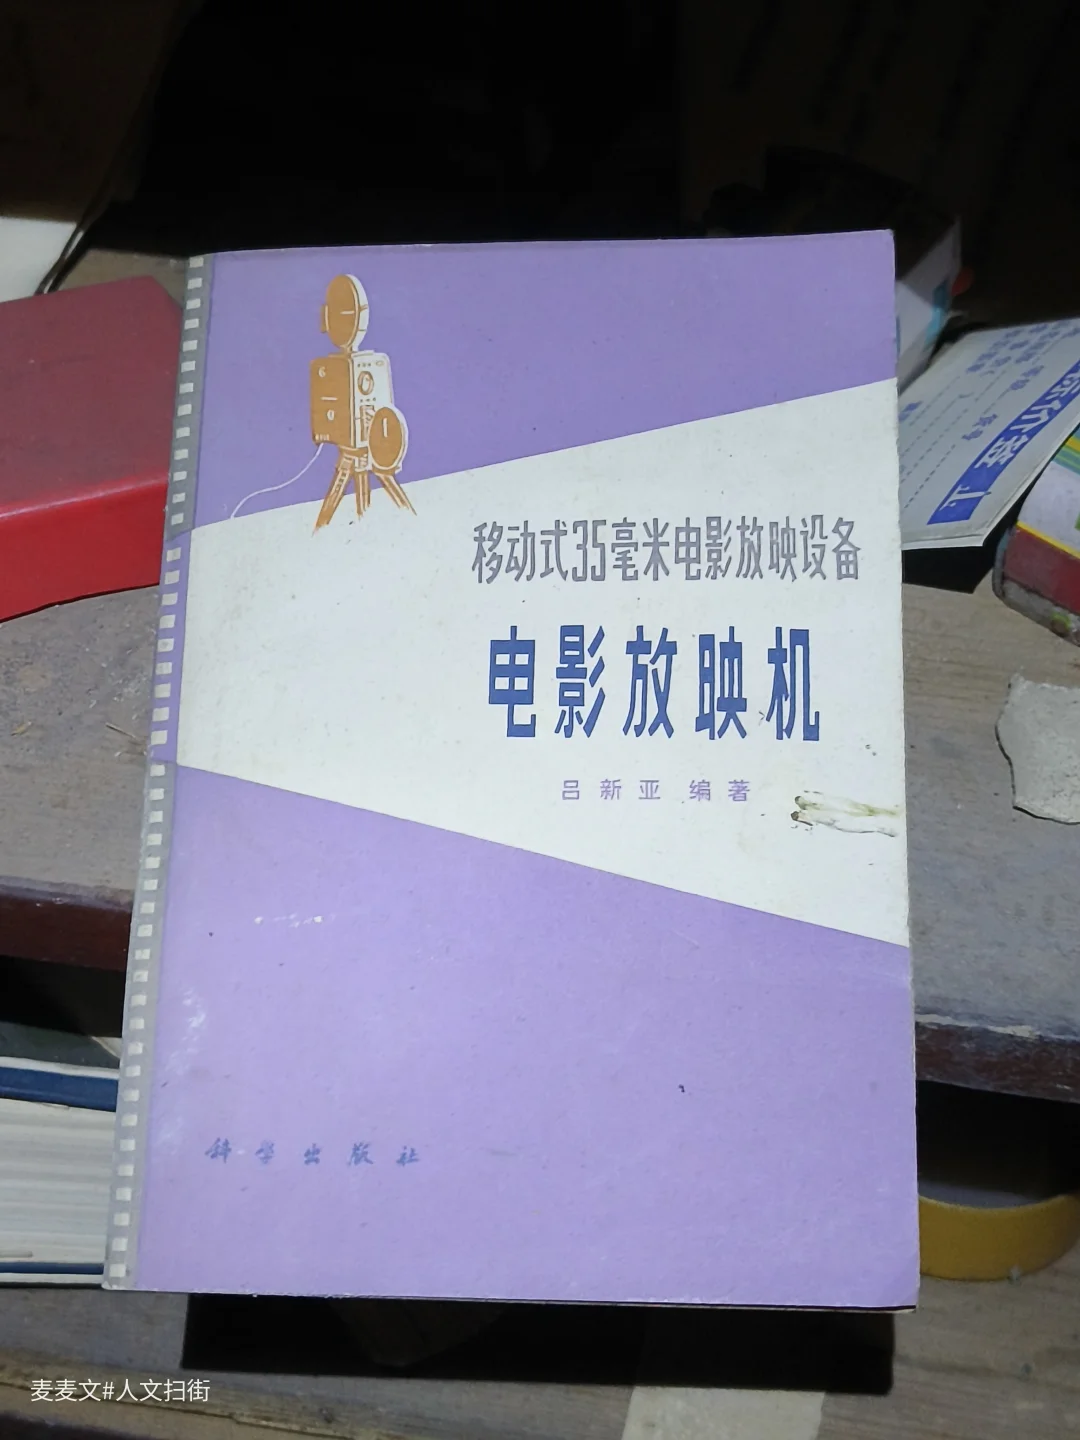 移动式35毫米电影放映设备
电影放映机
吕新亚 编著
科学出版社
麦麦文#人文扫街